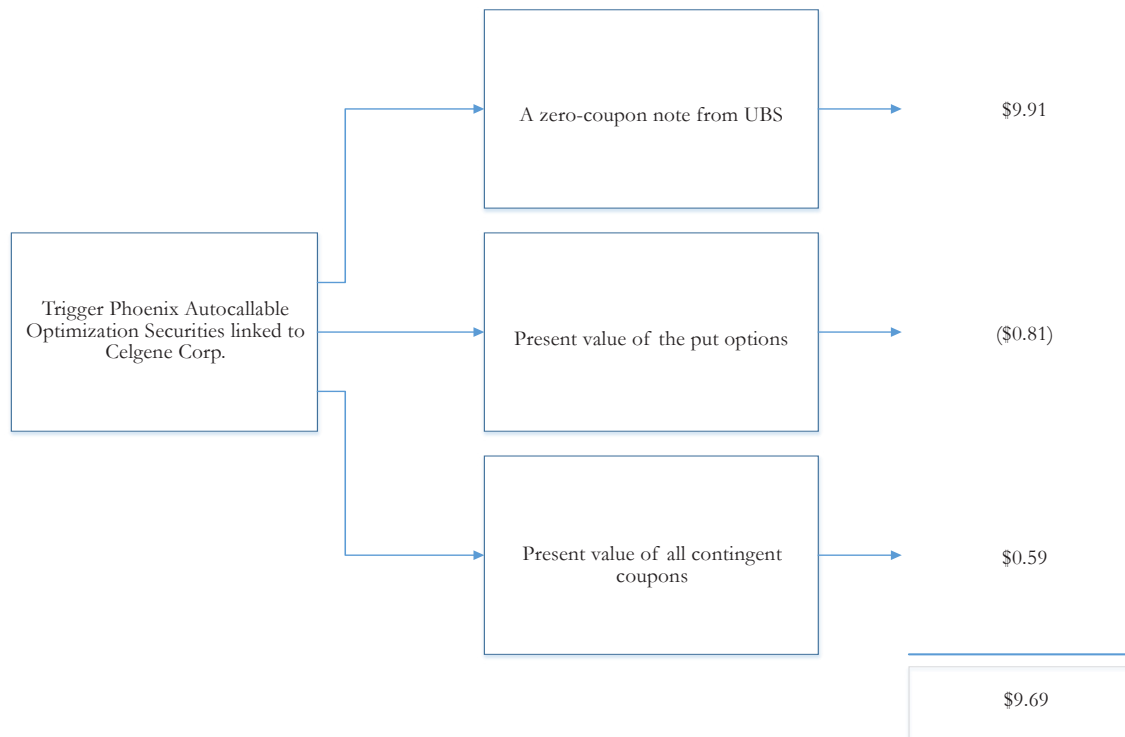 A zero-coupon note from UBS
$9.91
Trigger Phoenix Autocallable
Optimization Securities linked to
Celgene Corp.
Present value of the put options
($0.81)
Present value of all contingent
coupons
$0.59
$9.69